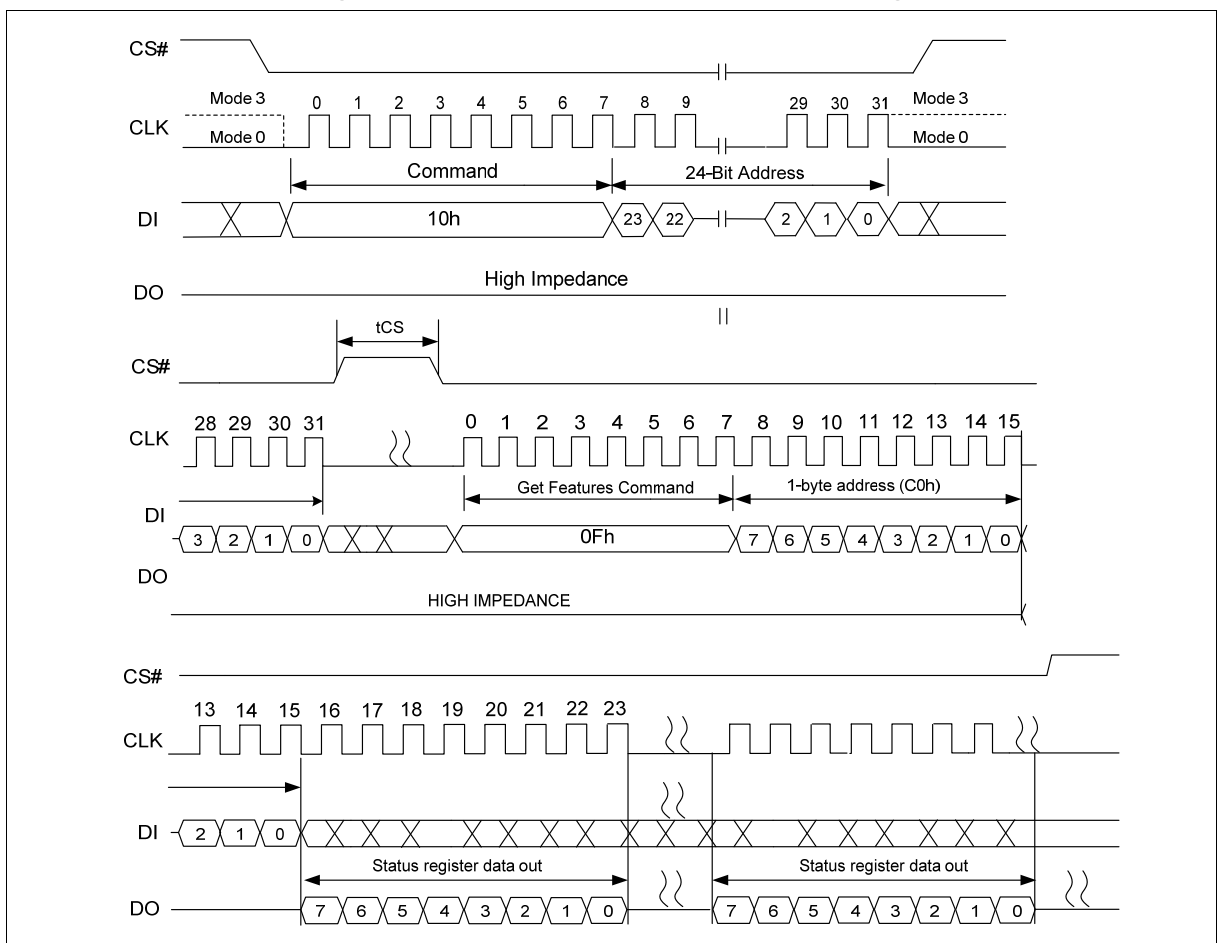 CS#
Mode 3 0 1 2 3 4 5 6 7 8 9 29 30 31 Mode 3
CLK
Mode 0 Mode 0
Command 24-Bit Address
DI 10h 23 22 2 1 0
High Impedance
DO
tCS
CS#
28 29 30 31 0 1 2 3 4 5 6 7 8 9 10 11 12 13 14 15
CLK
Get Features Command 1-byte address (C0h)
DI
3 2 1 0 0Fh 7 6 5 4 3 2 1 0
DO
HIGH IMPEDANCE
CS#
13 14 15 16 17 18 19 20 21 22 23
CLK
DI 2 1 0
Status register data out Status register data out
DO 7 6 5 4 3 2 1 0 7 6 5 4 3 2 1 0